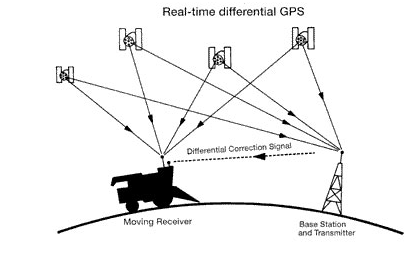 Real-time differential GPS
Differential Correction Signal
Moving Receiver
Base Station
and Transmitter